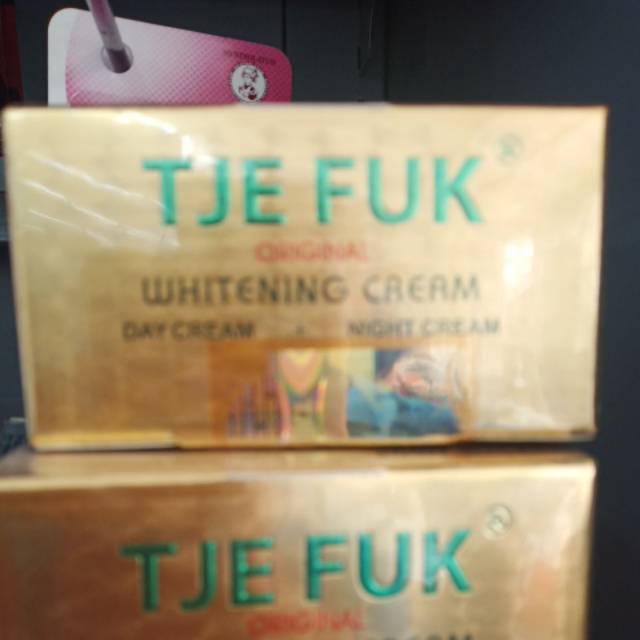 TJE FUK ®
ORIGINAL
WHITENING CREAM
DAY CREAM + NIGHT CREAM
TJE FUK ®
ORIGINAL